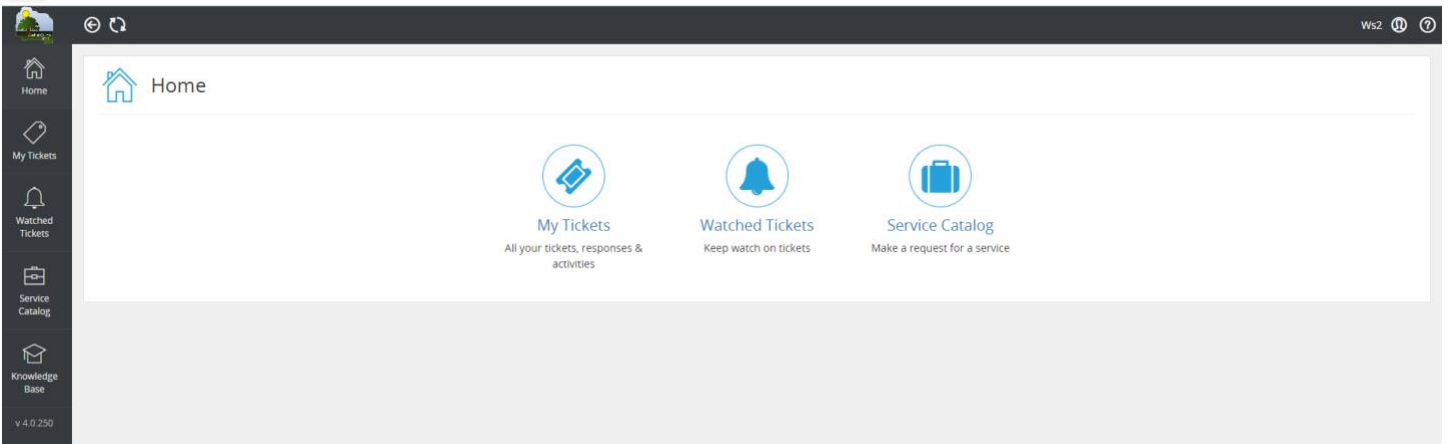 Ws2
Home
My Tickets
Watched
Tickets
Service
Catalog
Knowledge
Base
v 4.0.250
Home
My Tickets
All your tickets, responses &
activities
Watched Tickets
Keep watch on tickets
Service Catalog
Make a request for a service